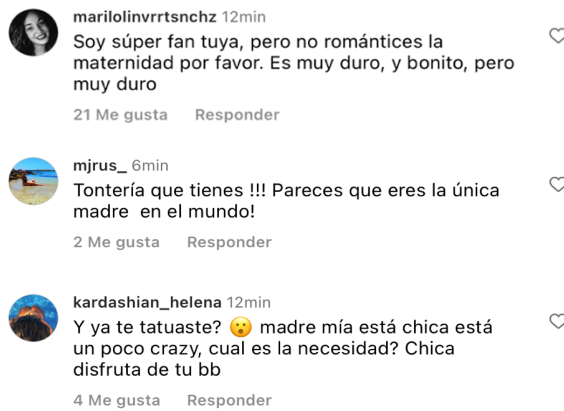 marilolinvrrtsnchz 12min
Soy súper fan tuya, pero no romántices la
maternidad por favor. Es muy duro, y bonito, pero
muy duro
21 Me gusta Responder
mjrus_ 6min
Tontería que tienes !!! Pareces que eres la única
madre en el mundo!
2 Me gusta Responder
kardashian_helena 12min
Y ya te tatuaste? 😮 madre mía está chica está
un poco crazy, cual es la necesidad? Chica
disfruta de tu bb
4 Me gusta Responder